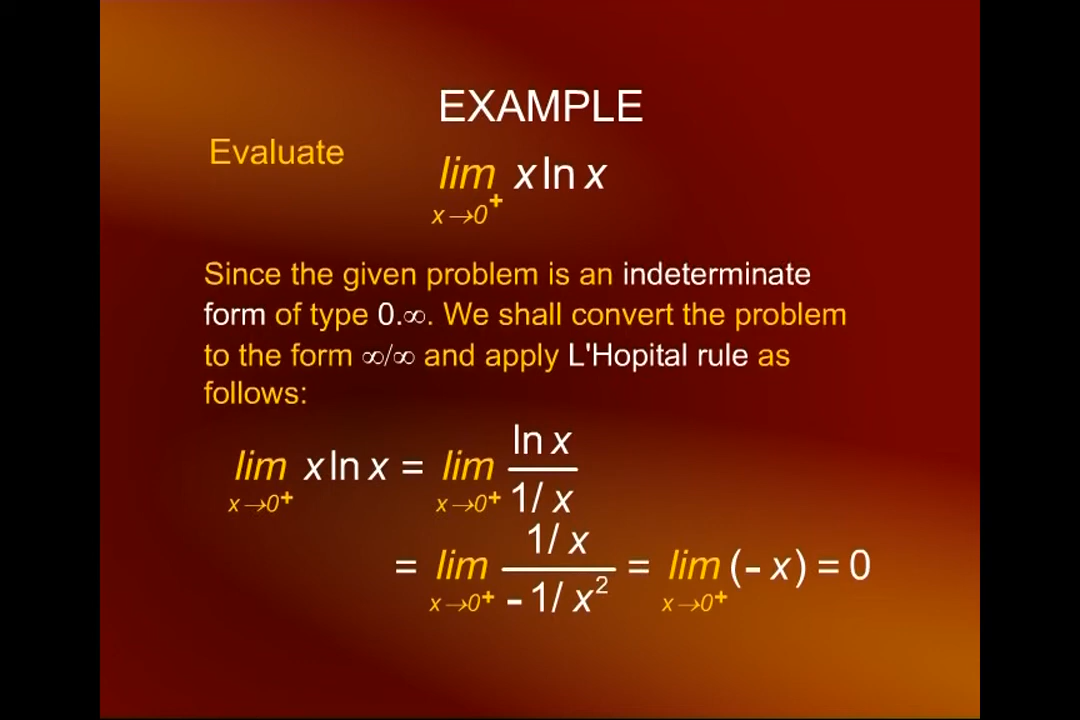 EXAMPLE
Evaluate
lim x ln x
x→0+
Since the given problem is an indeterminate
form of type 0.∞. We shall convert the problem
to the form ∞/∞ and apply L'Hopital rule as
follows:
lim x ln x = lim ln x
x→0+ x→0+ 1/ x
= lim 1/ x = lim (- x) = 0
x→0+ - 1/ x² x→0+